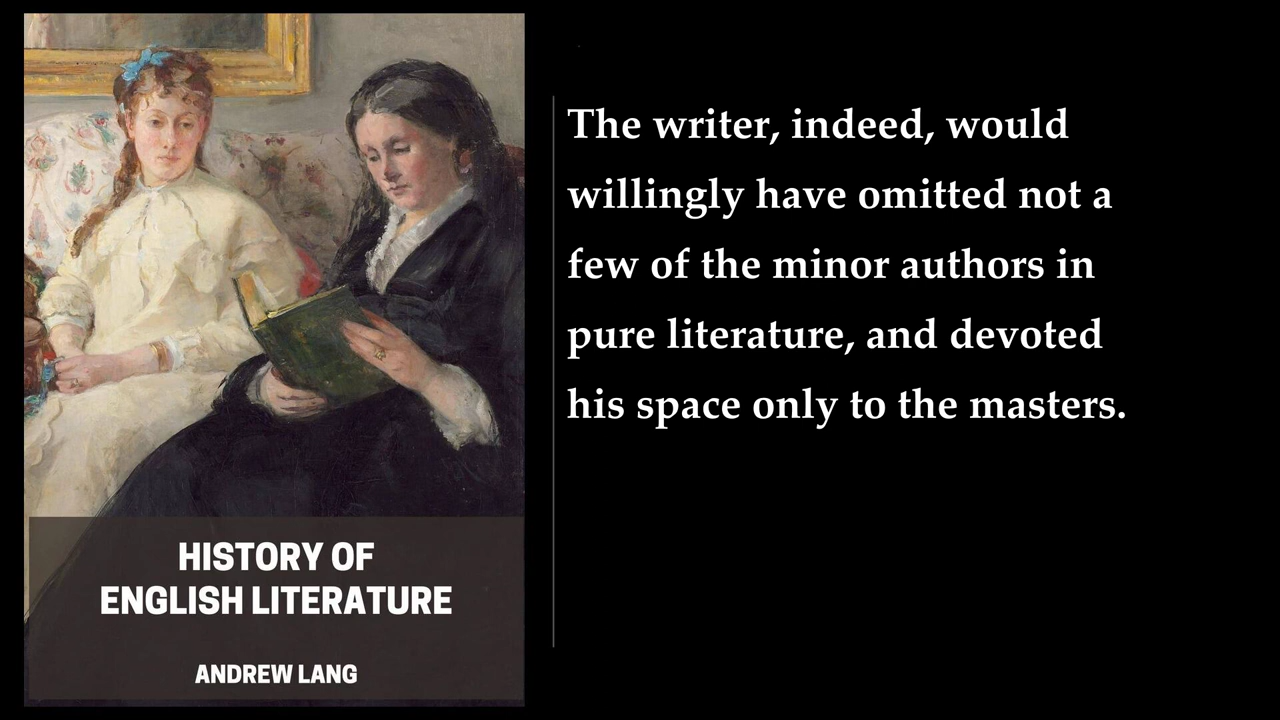 The writer, indeed, would
willingly have omitted not a
few of the minor authors in
pure literature, and devoted
his space only to the masters.
HISTORY OF
ENGLISH LITERATURE
ANDREW LANG